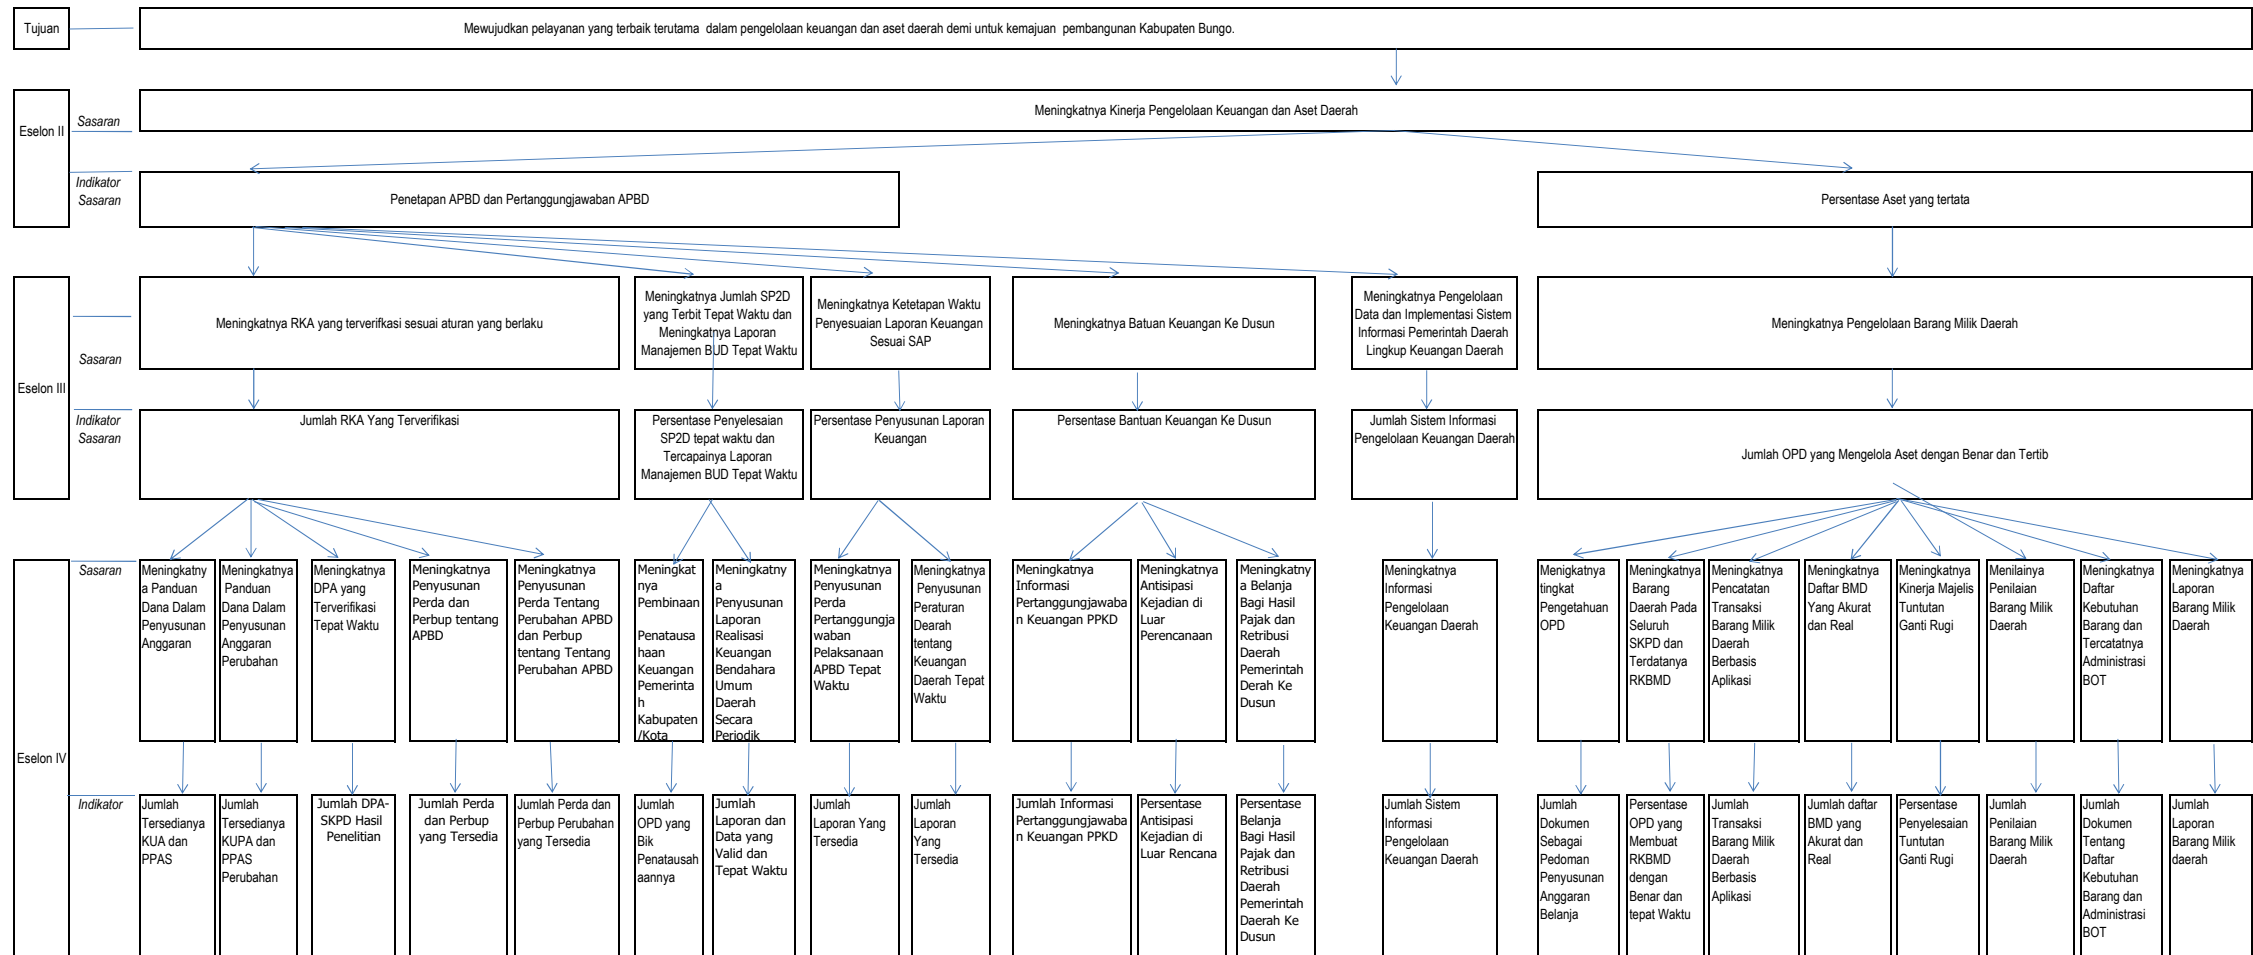 Tujuan
Mewujudkan pelayanan yang terbaik terutama  dalam pengelolaan keuangan dan aset daerah demi untuk kemajuan  pembangunan Kabupaten Bungo.
Eselon II
Sasaran
Meningkatnya Kinerja Pengelolaan Keuangan dan Aset Daerah
Indikator
Sasaran
Penetapan APBD dan Pertanggungjawaban APBD
Persentase Aset yang tertata
Eselon III
Sasaran
Meningkatnya RKA yang terverifkasi sesuai aturan yang berlaku
Meningkatnya Jumlah SP2D
yang Terbit Tepat Waktu dan
Meningkatnya Laporan
Manajemen BUD Tepat Waktu
Meningkatnya Ketetapan Waktu
Penyesuaian Laporan Keuangan
Sesuai SAP
Meningkatnya Batuan Keuangan Ke Dusun
Meningkatnya Pengelolaan
Data dan Implementasi Sistem
Informasi Pemerintah Daerah
Lingkup Keuangan Daerah
Meningkatnya Pengelolaan Barang Milik Daerah
Indikator
Sasaran
Jumlah RKA Yang Terverifikasi
Persentase Penyelesaian
SP2D tepat waktu dan
Tercapainya Laporan
Manajemen BUD Tepat Waktu
Persentase Penyusunan Laporan
Keuangan
Persentase Bantuan Keuangan Ke Dusun
Jumlah Sistem Informasi
Pengelolaan Keuangan Daerah
Jumlah OPD yang Mengelola Aset dengan Benar dan Tertib
Eselon IV
Sasaran
Meningkatny
a Panduan
Dana Dalam
Penyusunan
Anggaran
Meningkatnya
Panduan
Dana Dalam
Penyusunan
Anggaran
Perubahan
Meningkatnya
DPA yang
Terverifikasi
Tepat Waktu
Meningkatnya
Penyusunan
Perda dan
Perbup tentang
APBD
Meningkatnya
Penyusunan
Perda Tentang
Perubahan APBD
dan Perbup
tentang Tentang
Perubahan APBD
Meningkat
nya
Pembinaan
Penatausa
haan
Keuangan
Pemerinta
h
Kabupaten
/Kota
Meningkatny
a
Penyusunan
Laporan
Realisasi
Keuangan
Bendahara
Umum
Daerah
Secara
Periodik
Meningkatnya
Penyusunan
Perda
Pertanggungja
waban
Pelaksanaan
APBD Tepat
Waktu
Meningkatnya
Penyusunan
Peraturan
Dearah
tentang
Keuangan
Daerah Tepat
Waktu
Meningkatnya
Informasi
Pertanggungjawaba
n Keuangan PPKD
Meningkatnya
Antisipasi
Kejadian di
Luar
Perencanaan
Meningkatny
a Belanja
Bagi Hasil
Pajak dan
Retribusi
Daerah
Pemerintah
Derah Ke
Dusun
Meningkatnya
Informasi
Pengelolaan
Keuangan Daerah
Menigkatnya
tingkat
Pengetahuan
OPD
Meningkatnya
Barang
Daerah Pada
Seluruh
SKPD dan
Terdatanya
RKBMD
Meningkatnya
Pencatatan
Transaksi
Barang Milik
Daerah
Berbasis
Aplikasi
Meningkatnya
Daftar BMD
Yang Akurat
dan Real
Meningkatnya
Kinerja Majelis
Tuntutan
Ganti Rugi
Menilainya
Penilaian
Barang Milik
Daerah
Meningkatnya
Daftar
Kebutuhan
Barang dan
Tercatatnya
Administrasi
BOT
Meningkatnya
Laporan
Barang Milik
Daerah
Indikator
Jumlah
Tersedianya
KUA dan
PPAS
Jumlah
Tersedianya
KUPA dan
PPAS
Perubahan
Jumlah DPA-
SKPD Hasil
Penelitian
Jumlah Perda
dan Perbup
yang Tersedia
Jumlah Perda dan
Perbup Perubahan
yang Tersedia
Jumlah
OPD yang
Bik
Penatausah
aannya
Jumlah
Laporan dan
Data yang
Valid dan
Tepat Waktu
Jumlah
Laporan Yang
Tersedia
Jumlah
Laporan
Yang
Tersedia
Jumlah Informasi
Pertanggungjawaba
n Keuangan PPKD
Persentase
Antisipasi
Kejadian di
Luar Rencana
Persentase
Belanja
Bagi Hasil
Pajak dan
Retribusi
Daerah
Pemerintah
Daerah Ke
Dusun
Jumlah Sistem
Informasi
Pengelolaan
Keuangan Daerah
Jumlah
Dokumen
Sebagai
Pedoman
Penyusunan
Anggaran
Belanja
Persentase
OPD yang
Membuat
RKBMD
dengan
Benar dan
tepat Waktu
Jumlah
Transaksi
Barang Milik
Daerah
Berbasis
Aplikasi
Jumlah daftar
BMD yang
Akurat dan
Real
Persentase
Penyelesaian
Tuntutan
Ganti Rugi
Jumlah
Penilaian
Barang Milik
Daerah
Jumlah
Dokumen
Tentang
Daftar
Kebutuhan
Barang dan
Administrasi
BOT
Jumlah
Laporan
Barang Milik
daerah